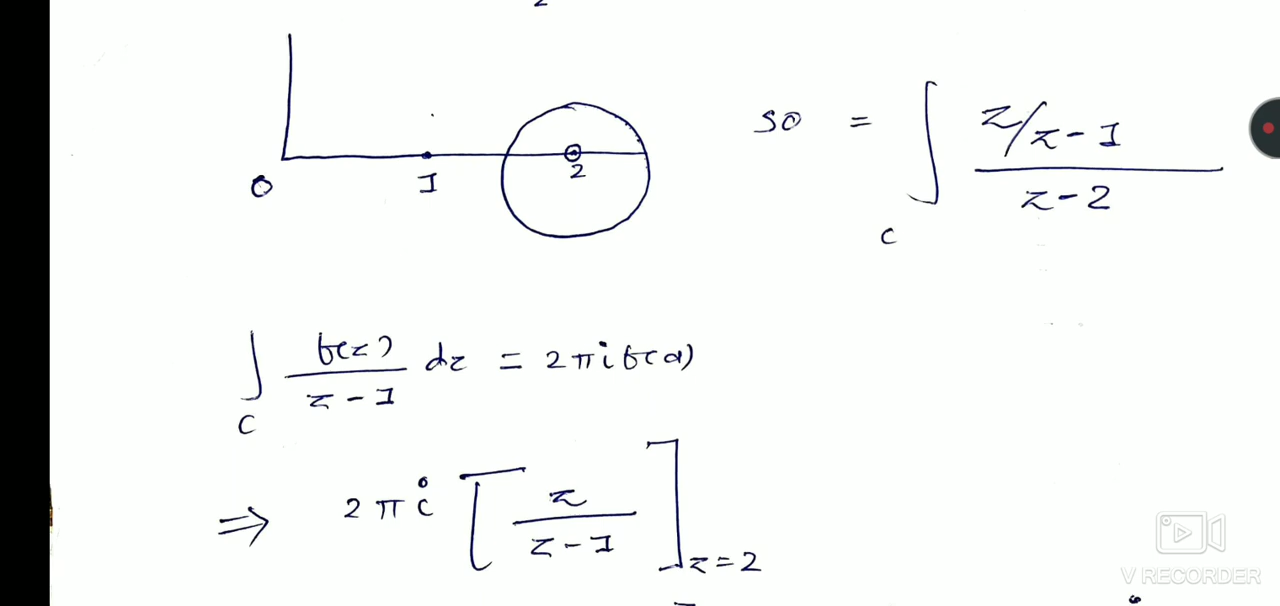 so = ∫ z/z-1
0 1 2
c z-2
∫ f(z) dz = 2πi f(a)
c z-1
⇒ 2πi [ z / z-1 ] z=2
V RECORDER